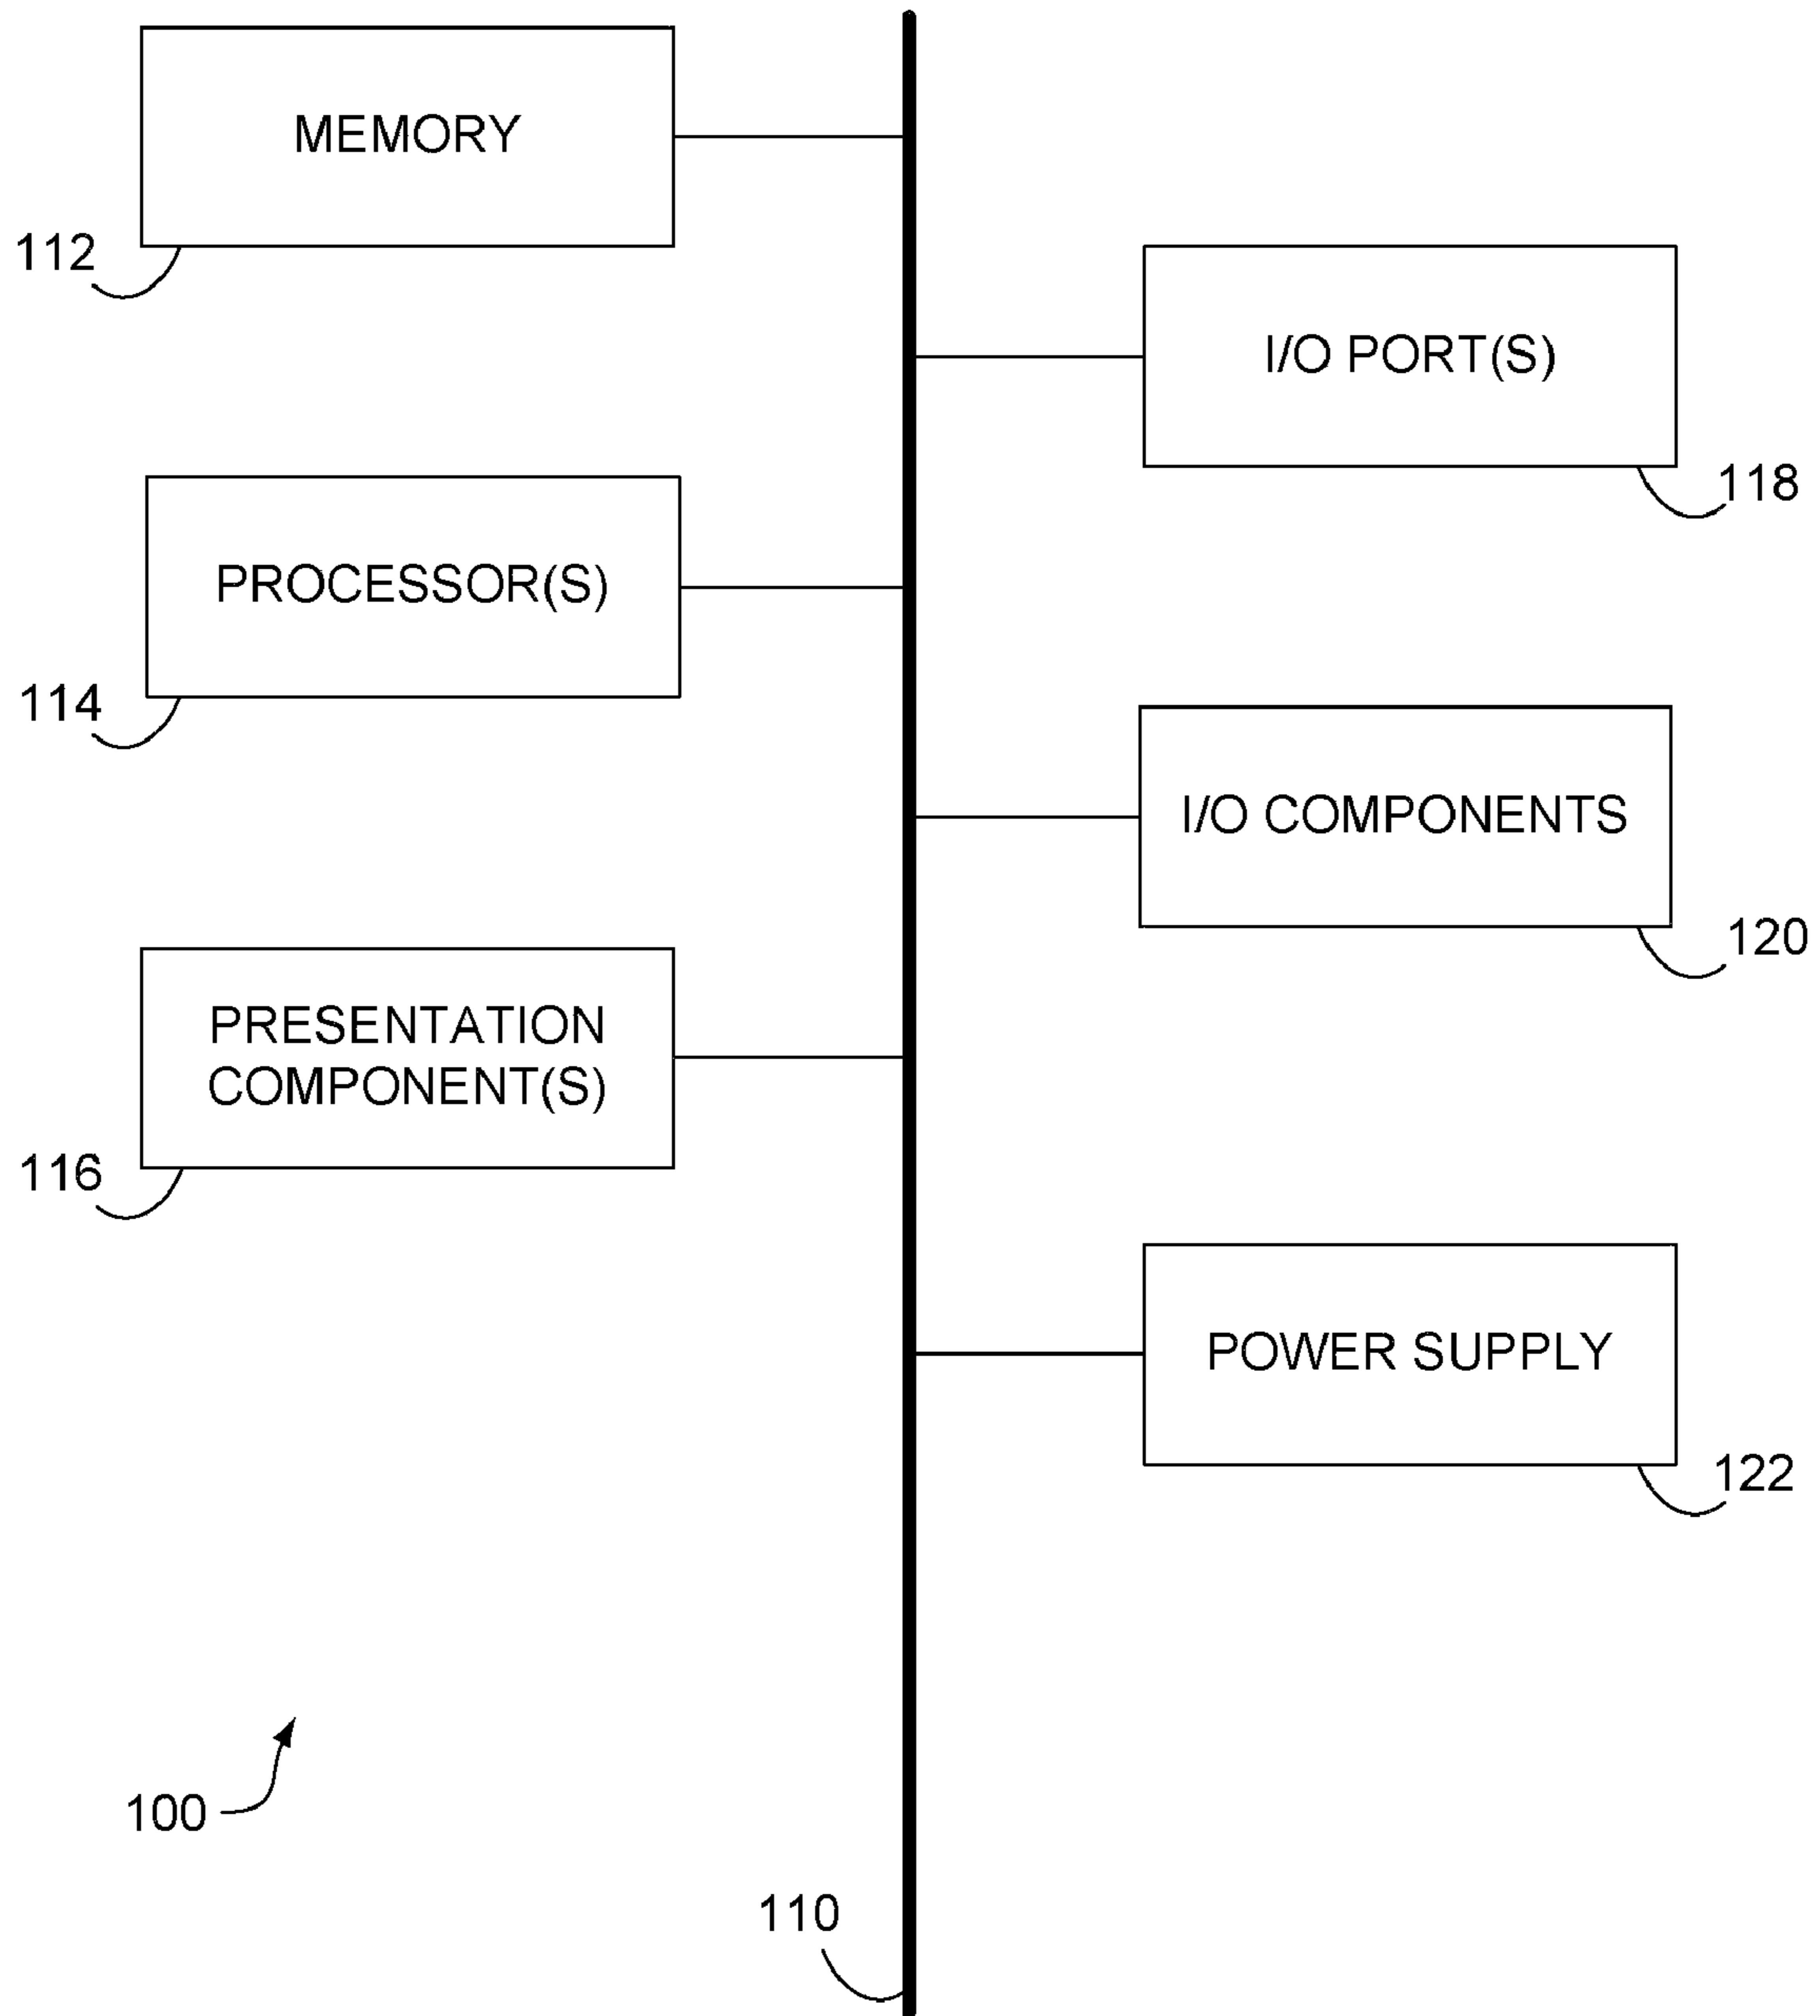 MEMORY
112
I/O PORT(S)
118
PROCESSOR(S)
114
I/O COMPONENTS
120
PRESENTATION
COMPONENT(S)
116
POWER SUPPLY
122
100
110